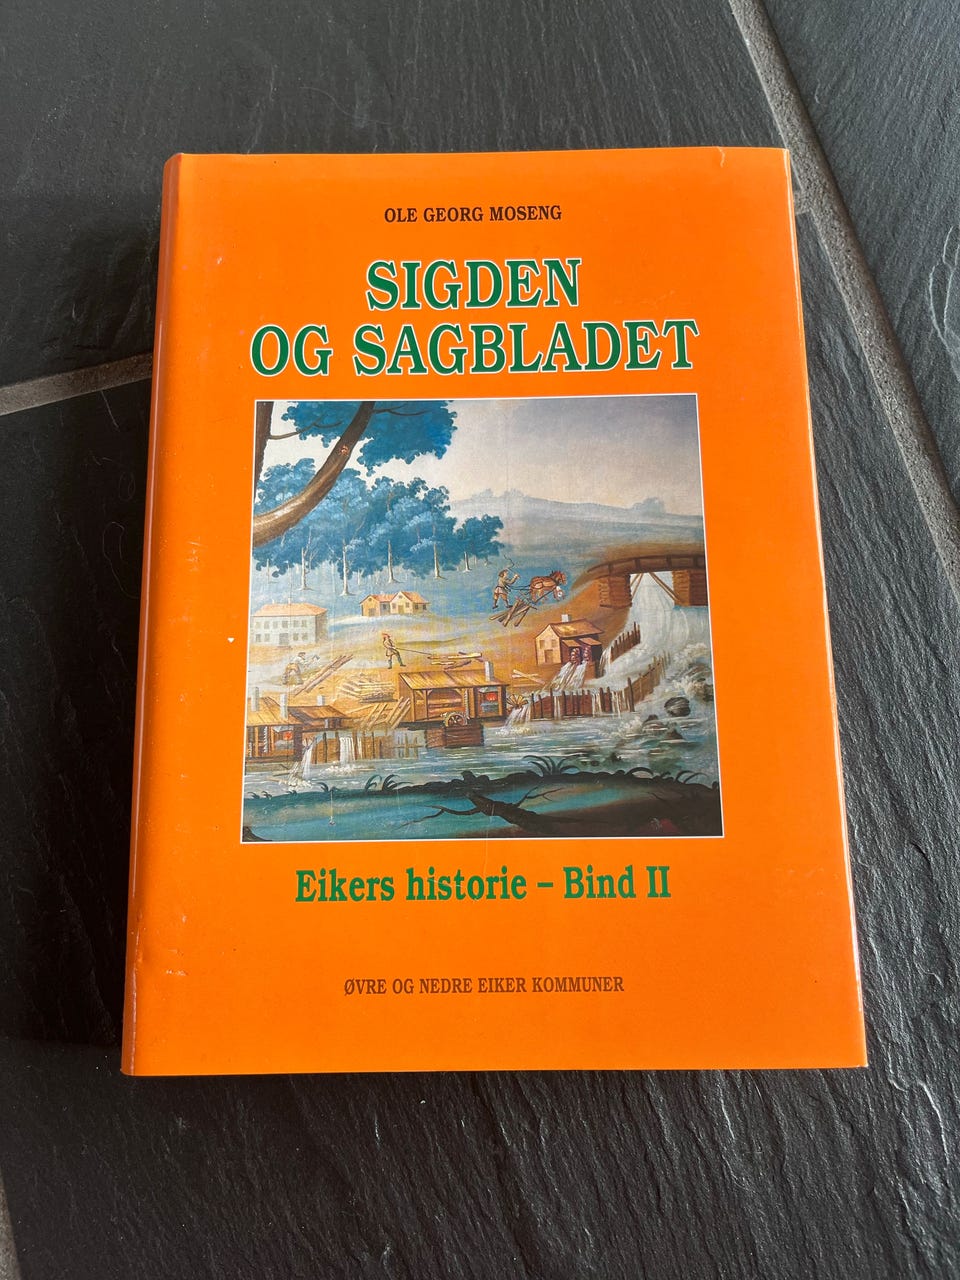 OLE GEORG MOSENG
SIGDEN
OG SAGBLADET
Eikers historie – Bind II
ØVRE OG NEDRE EIKER KOMMUNER